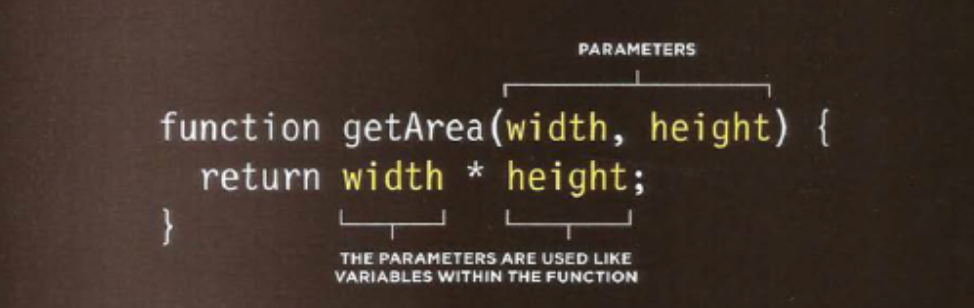 PARAMETERS
function getArea(width, height) {
return width * height;
}
THE PARAMETERS ARE USED LIKE
VARIABLES WITHIN THE FUNCTION